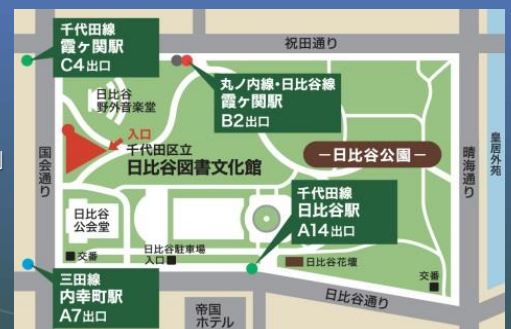 千代田線
霞ヶ関駅
C4出口
祝田通り
丸ノ内線・日比谷線
霞ヶ関駅
B2出口
日比谷
野外音楽堂
入口
千代田区立
日比谷図書文化館
－日比谷公園－
国会通り
晴海通り
皇居外苑
千代田線
日比谷駅
A14出口
日比谷
公会堂
日比谷駐車場
入口
交番
日比谷花壇
交番
三田線
内幸町駅
A7出口
帝国
ホテル
日比谷通り